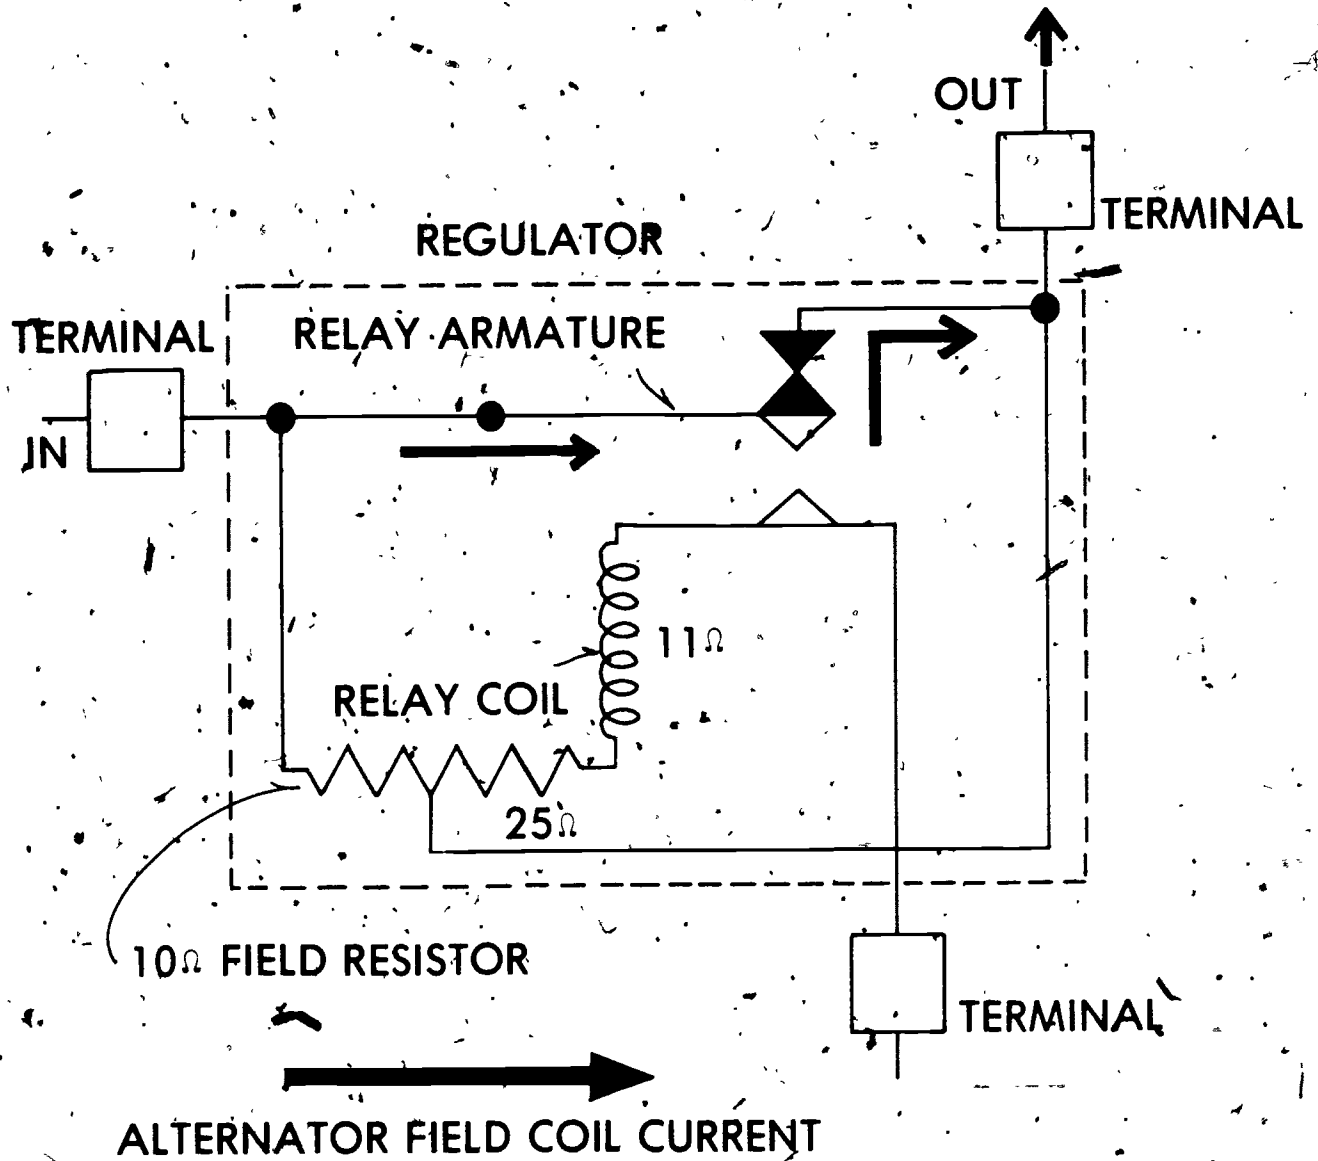 OUT
TERMINAL
REGULATOR
TERMINAL
RELAY ARMATURE
IN
11Ω
RELAY COIL
25Ω
10Ω FIELD RESISTOR
TERMINAL
ALTERNATOR FIELD COIL CURRENT